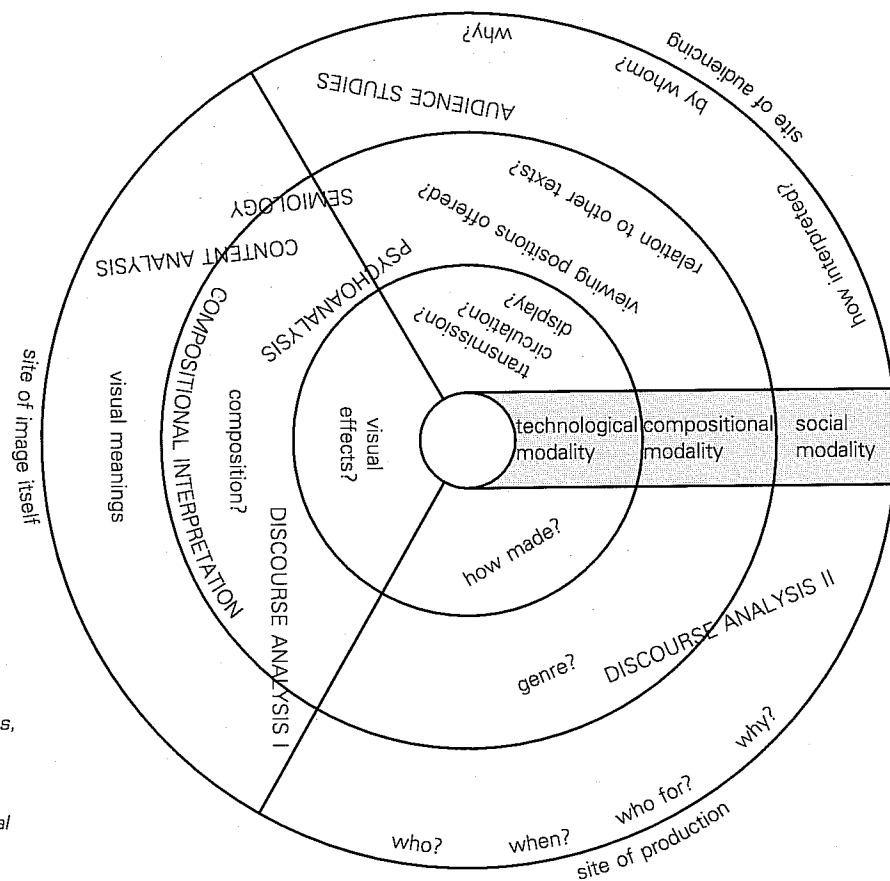 site of audiencing
why?
by whom?
how interpreted?
AUDIENCE STUDIES
relation to other texts?
viewing positions offered?
transmission?
circulation?
display?
SEMIOLOGY
CONTENT ANALYSIS
PSYCHOANALYSIS
COMPOSITIONAL INTERPRETATION
DISCOURSE ANALYSIS I
site of image itself
visual meanings
composition?
visual
effects?
technological
modality
compositional
modality
social
modality
how made?
genre?
DISCOURSE ANALYSIS II
who?
when?
who for?
why?
site of production
s,
al